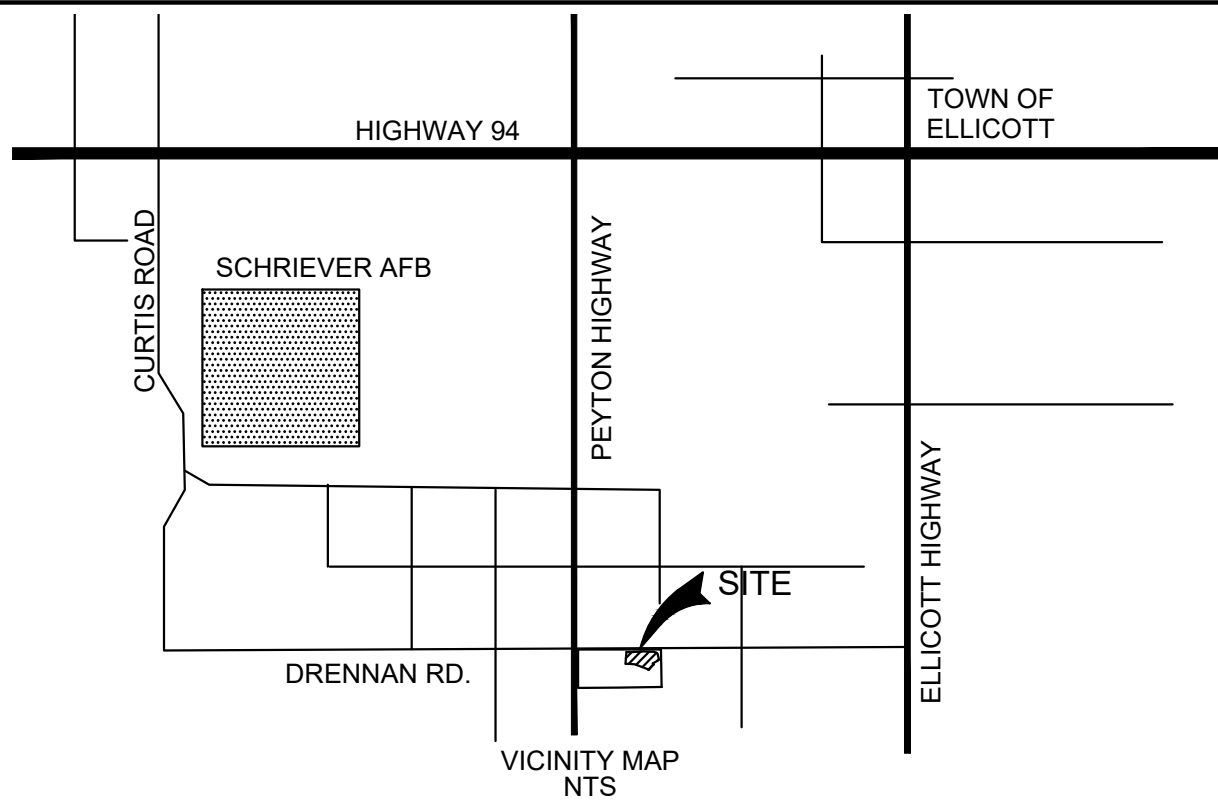 TOWN OF
ELLICOTT
HIGHWAY 94
CURTIS ROAD
SCHRIEVER AFB
PEYTON HIGHWAY
ELLICOTT HIGHWAY
SITE
DRENNAN RD.
VICINITY MAP
NTS